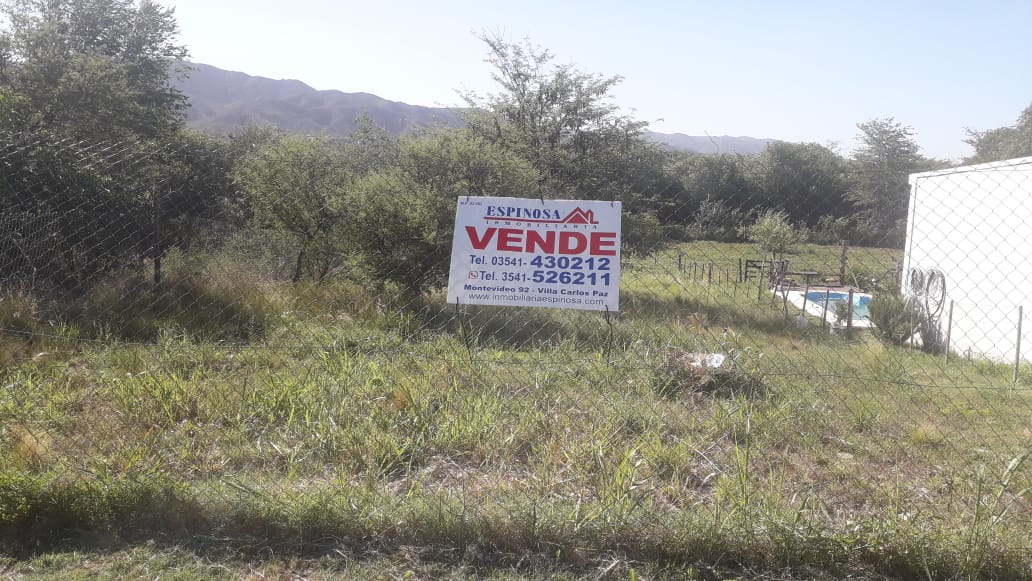 ESPINOSA
INMOBILIARIA
VENDE
Tel. 03541- 430212
Tel. 3541- 526211
Montevideo 92 - Villa Carlos Paz
www.inmobiliariaespinosa.com